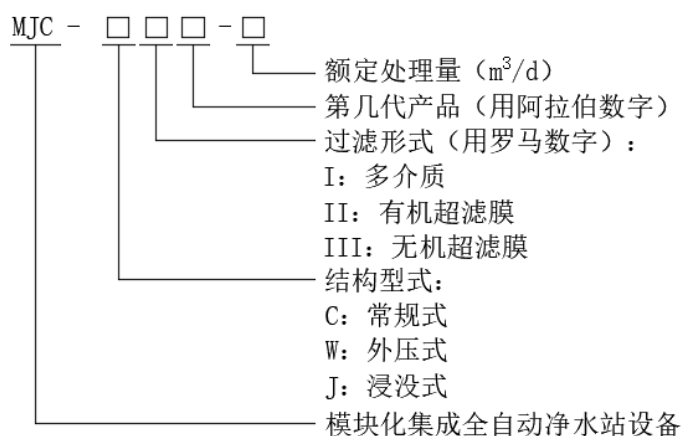 MJC - □ □ □ - □
额定处理量（m³/d）
第几代产品（用阿拉伯数字）
过滤形式（用罗马数字）：
I：多介质
II：有机超滤膜
III：无机超滤膜
结构型式：
C：常规式
W：外压式
J：浸没式
模块化集成全自动净水站设备